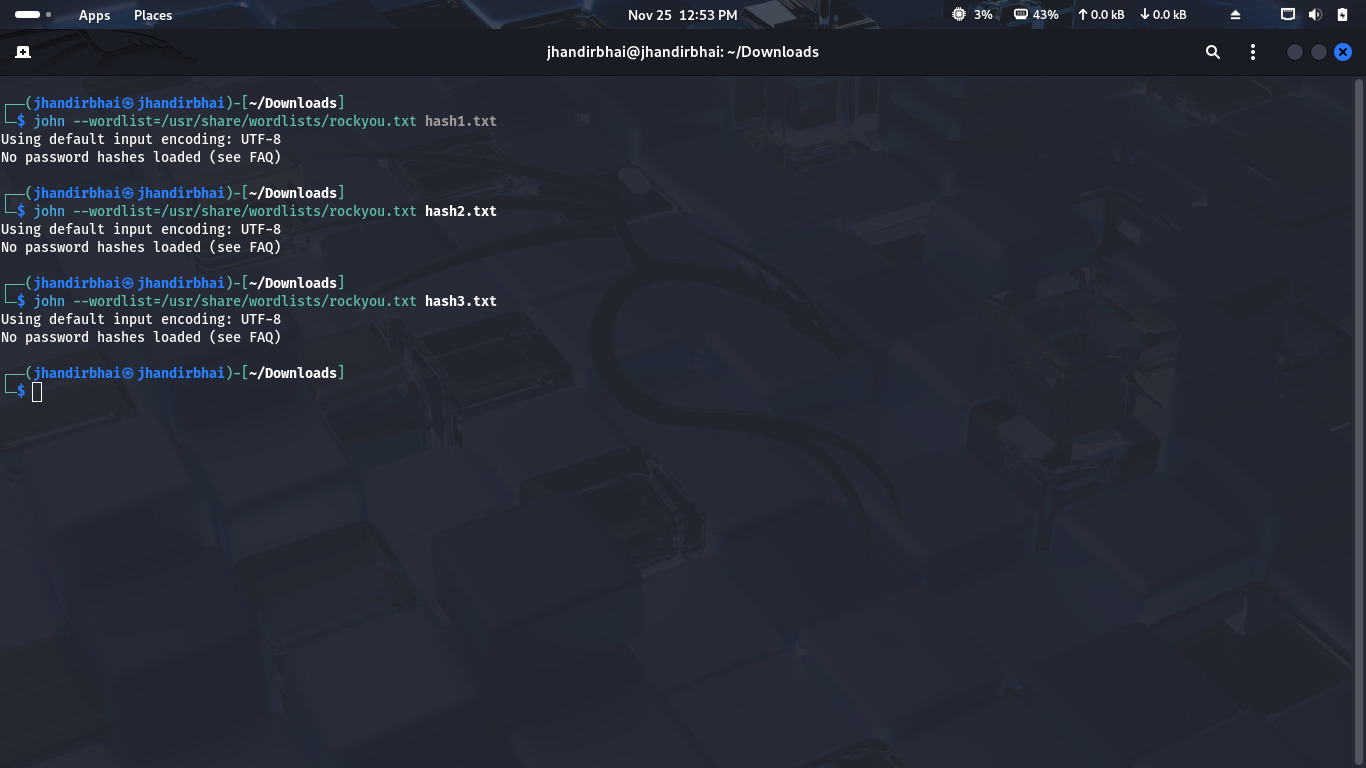 Apps Places Nov 25 12:53 PM 3% 43% 0.0 kB 0.0 kB
jhandirbhai@jhandirbhai: ~/Downloads
┌──(jhandirbhai㉿jhandirbhai)-[~/Downloads]
└─$ john --wordlist=/usr/share/wordlists/rockyou.txt hash1.txt
Using default input encoding: UTF-8
No password hashes loaded (see FAQ)
┌──(jhandirbhai㉿jhandirbhai)-[~/Downloads]
└─$ john --wordlist=/usr/share/wordlists/rockyou.txt hash2.txt
Using default input encoding: UTF-8
No password hashes loaded (see FAQ)
┌──(jhandirbhai㉿jhandirbhai)-[~/Downloads]
└─$ john --wordlist=/usr/share/wordlists/rockyou.txt hash3.txt
Using default input encoding: UTF-8
No password hashes loaded (see FAQ)
┌──(jhandirbhai㉿jhandirbhai)-[~/Downloads]
└─$